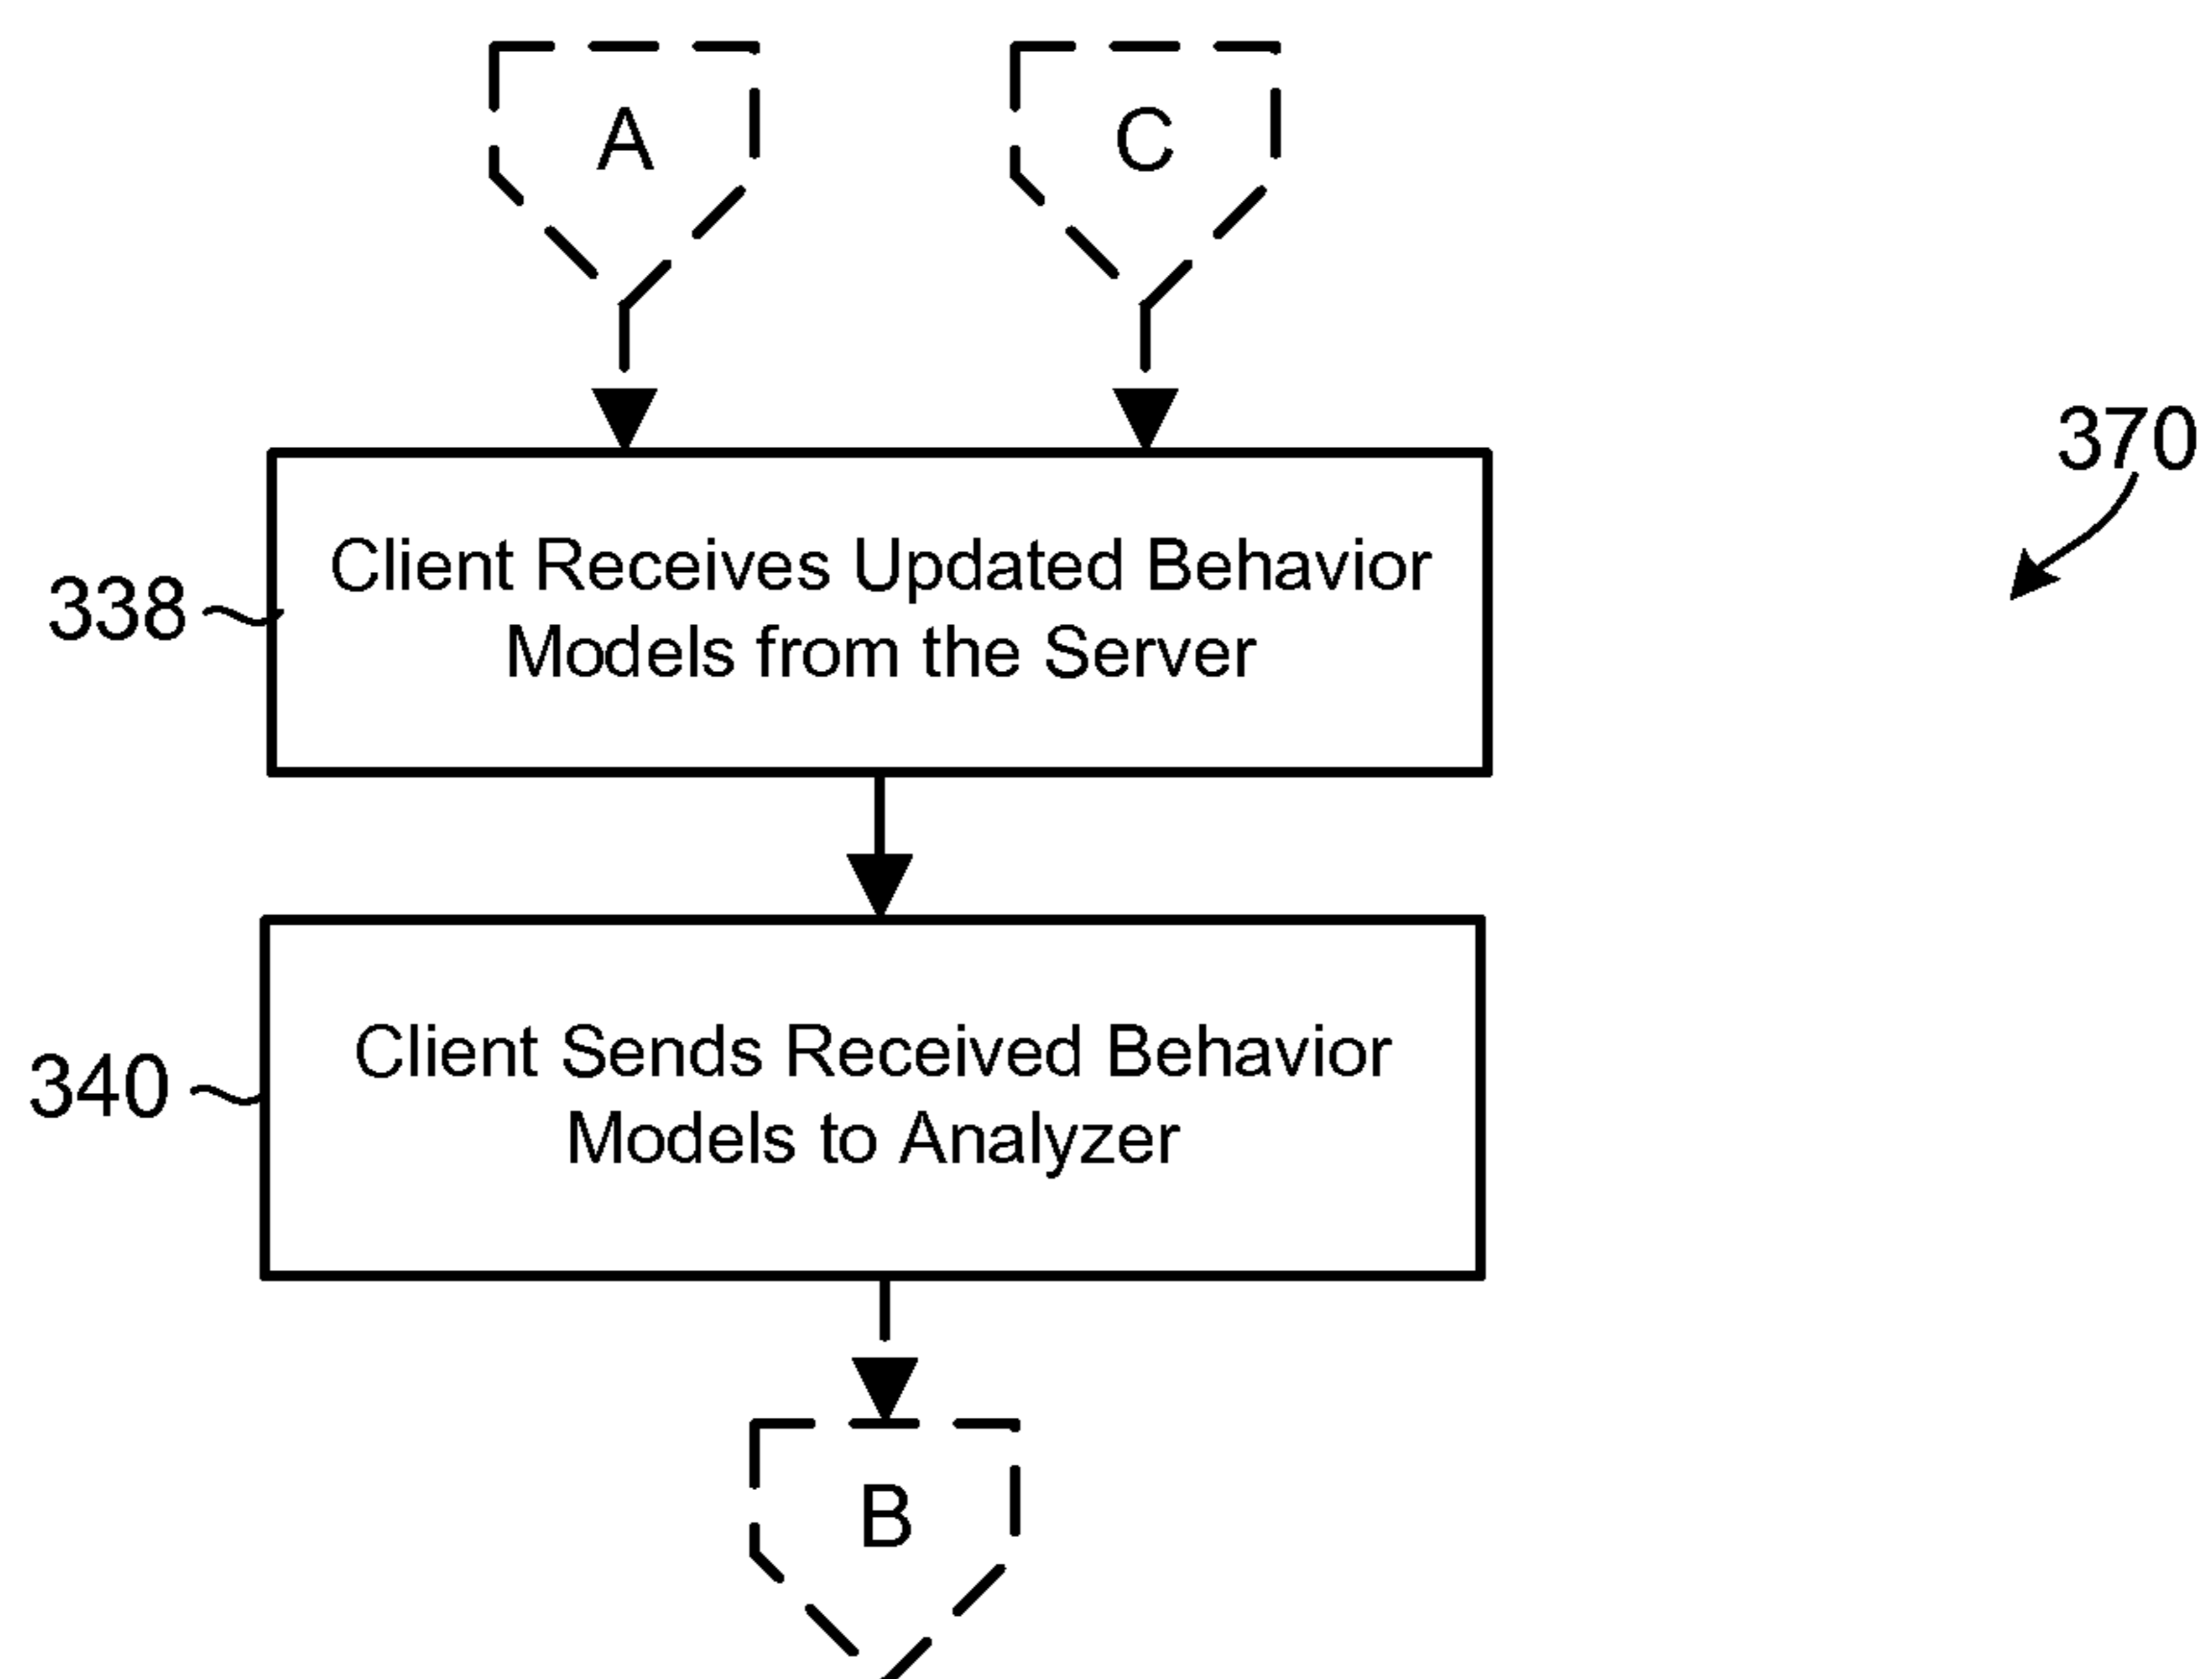 A
C
370
338
Client Receives Updated Behavior
Models from the Server
340
Client Sends Received Behavior
Models to Analyzer
B